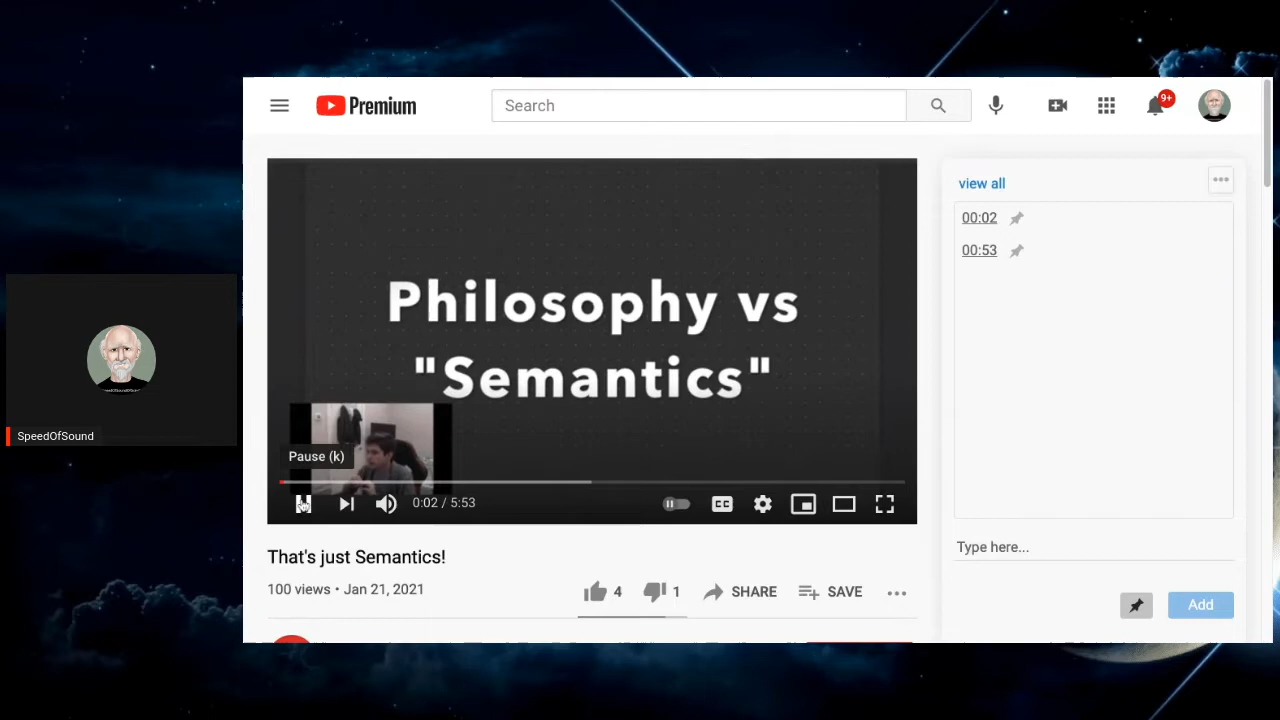 Premium
Search
9+
Philosophy vs
"Semantics"
Pause (k)
0:02 / 5:53
CC
That's just Semantics!
100 views • Jan 21, 2021
4
1
SHARE
SAVE
view all
00:02
00:53
Type here...
Add
SpeedOfSound